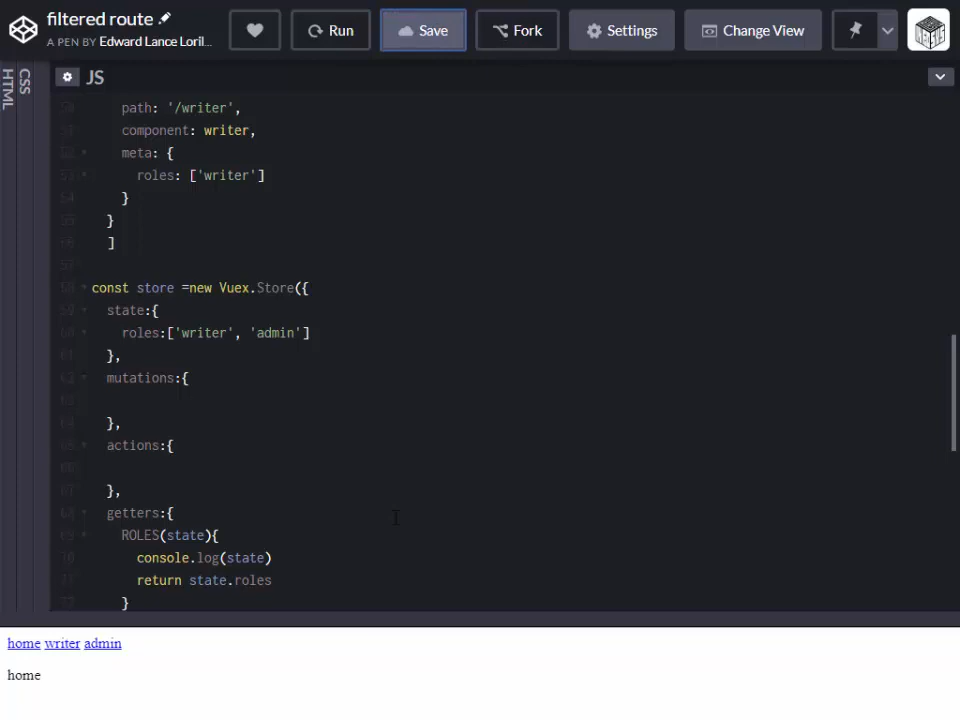 filtered route
A PEN BY Edward Lance Loril...
Run
Save
Fork
Settings
Change View
HTML
CSS
JS
path: '/writer',
component: writer,
meta: {
roles: ['writer']
}
}
]
const store =new Vuex.Store({
state:{
roles:['writer', 'admin']
},
mutations:{
},
actions:{
},
getters:{
ROLES(state){
console.log(state)
return state.roles
}
home writer admin
home